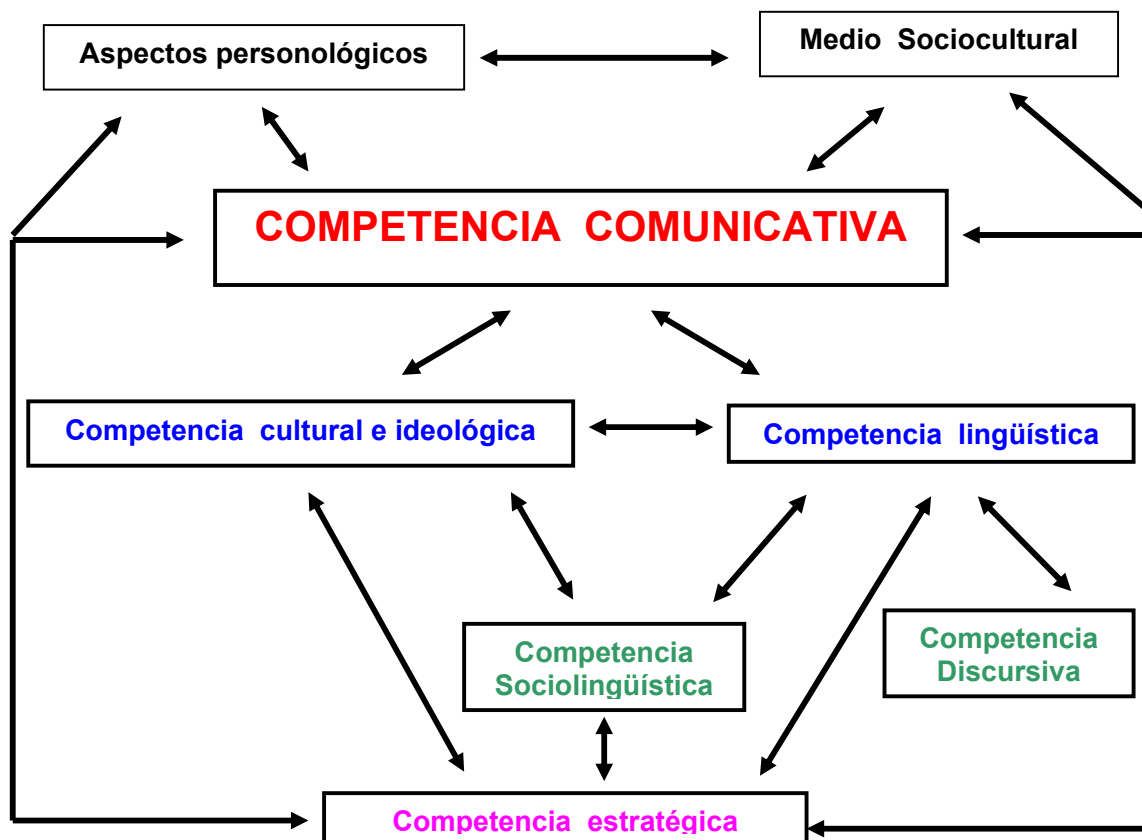 Aspectos personológicos
Medio Sociocultural
COMPETENCIA COMUNICATIVA
Competencia cultural e ideológica
Competencia lingüística
Competencia
Sociolingüística
Competencia
Discursiva
Competencia estratégica